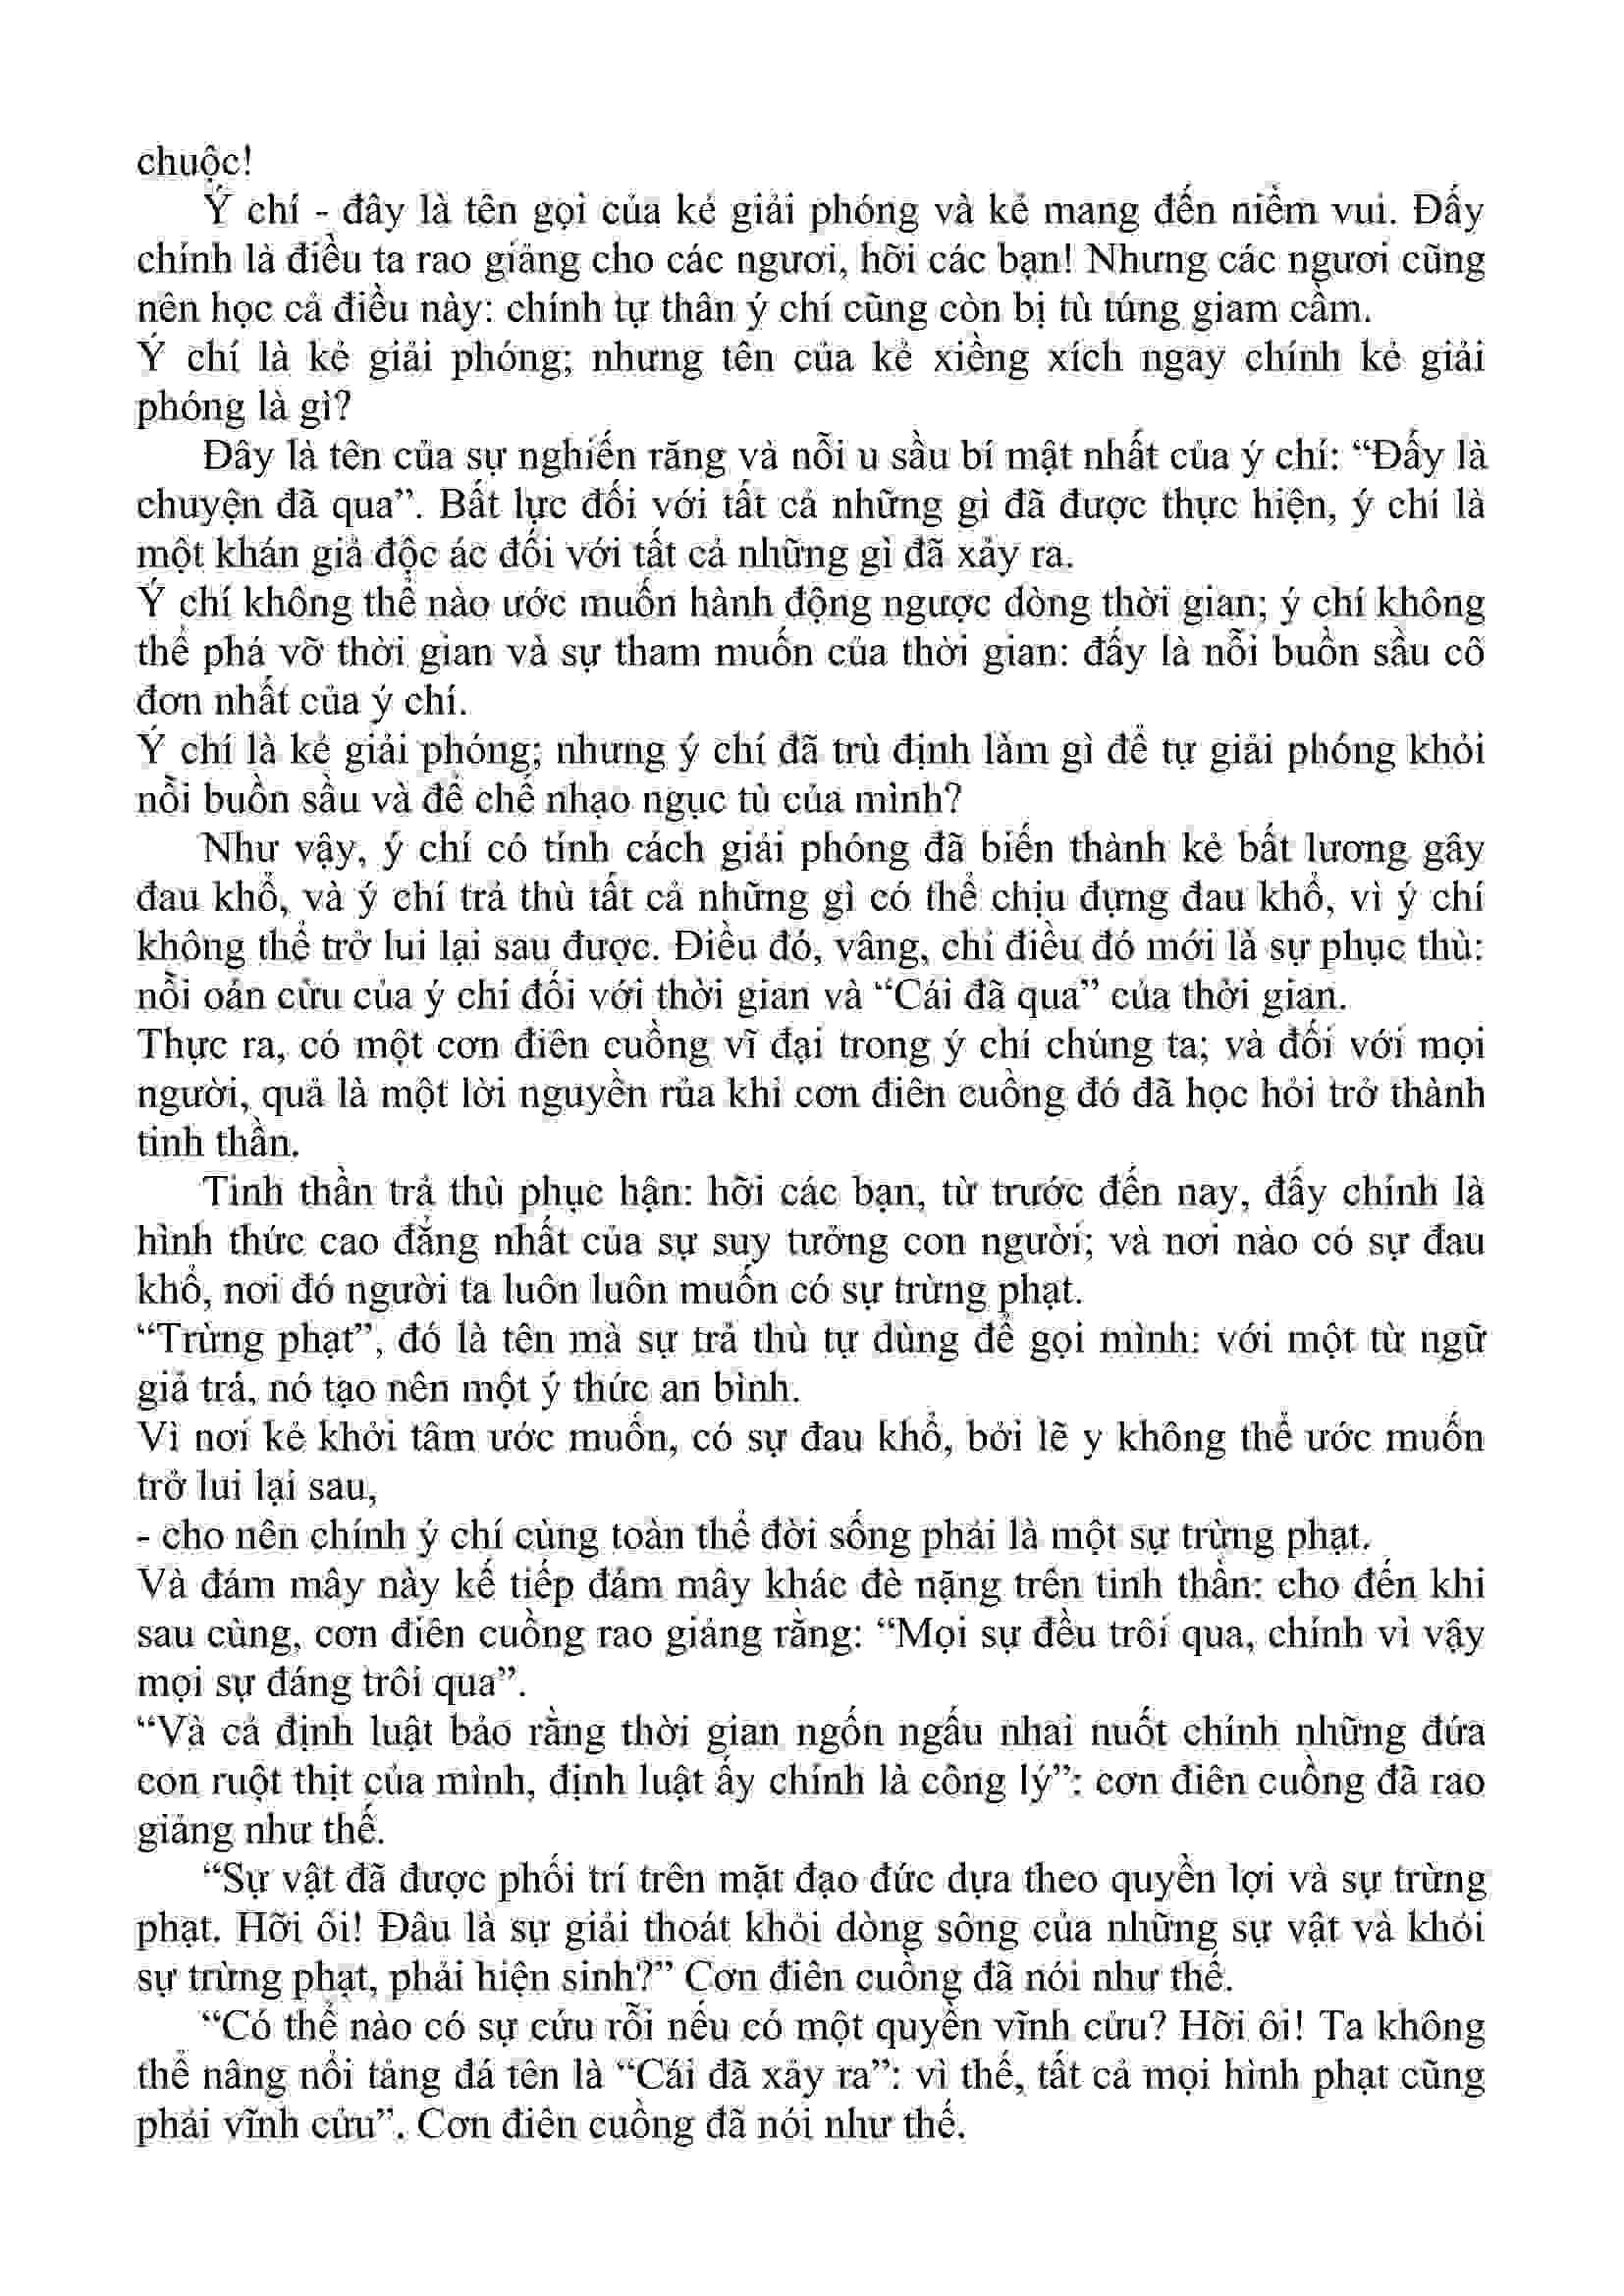 chuộc!
Ý chí - đây là tên gọi của kẻ giải phóng và kẻ mang đến niềm vui. Đấy
chính là điều ta rao giảng cho các ngươi, hỡi các bạn! Nhưng các ngươi cũng
nên học cả điều này: chính tự thân ý chí cũng còn bị tù túng giam cầm.
Ý chí là kẻ giải phóng; nhưng tên của kẻ xiềng xích ngay chính kẻ giải
phóng là gì?
Đây là tên của sự nghiến răng và nỗi u sầu bí mật nhất của ý chí: “Đấy là
chuyện đã qua”. Bất lực đối với tất cả những gì đã được thực hiện, ý chí là
một khán giả độc ác đối với tất cả những gì đã xảy ra.
Ý chí không thể nào ước muốn hành động ngược dòng thời gian; ý chí không
thể phá vỡ thời gian và sự tham muốn của thời gian: đấy là nỗi buồn sầu cô
đơn nhất của ý chí.
Ý chí là kẻ giải phóng; nhưng ý chí đã trù định làm gì để tự giải phóng khỏi
nỗi buồn sầu và để chế nhạo ngục tù của mình?
Như vậy, ý chí có tính cách giải phóng đã biến thành kẻ bất lương gây
đau khổ, và ý chí trả thù tất cả những gì có thể chịu đựng đau khổ, vì ý chí
không thể trở lui lại sau được. Điều đó, vâng, chỉ điều đó mới là sự phục thù:
nỗi oán cừu của ý chí đối với thời gian và “Cái đã qua” của thời gian.
Thực ra, có một cơn điên cuồng vĩ đại trong ý chí chúng ta; và đối với mọi
người, quả là một lời nguyền rủa khi cơn điên cuồng đó đã học hỏi trở thành
tinh thần.
Tinh thần trả thù phục hận: hỡi các bạn, từ trước đến nay, đấy chính là
hình thức cao đẳng nhất của sự suy tưởng con người; và nơi nào có sự đau
khổ, nơi đó người ta luôn luôn muốn có sự trừng phạt.
“Trừng phạt”, đó là tên mà sự trả thù tự dùng để gọi mình: với một từ ngữ
giả trá, nó tạo nên một ý thức an bình.
Vì nơi kẻ khởi tâm ước muốn, có sự đau khổ, bởi lẽ y không thể ước muốn
trở lui lại sau,
- cho nên chính ý chí cùng toàn thể đời sống phải là một sự trừng phạt.
Và đám mây này kế tiếp đám mây khác đè nặng trên tinh thần: cho đến khi
sau cùng, cơn điên cuồng rao giảng rằng: “Mọi sự đều trôi qua, chính vì vậy
mọi sự đáng trôi qua”.
“Và cả định luật bảo rằng thời gian ngốn ngấu nhai nuốt chính những đứa
con ruột thịt của mình, định luật ấy chính là công lý”: cơn điên cuồng đã rao
giảng như thế.
“Sự vật đã được phối trí trên mặt đạo đức dựa theo quyền lợi và sự trừng
phạt. Hỡi ôi! Đâu là sự giải thoát khỏi dòng sông của những sự vật và khỏi
sự trừng phạt, phải hiện sinh?” Cơn điên cuồng đã nói như thế.
“Có thể nào có sự cứu rỗi nếu có một quyền vĩnh cửu? Hỡi ôi! Ta không
thể nâng nổi tảng đá tên là “Cái đã xảy ra”: vì thế, tất cả mọi hình phạt cũng
phải vĩnh cửu”. Cơn điên cuồng đã nói như thế.